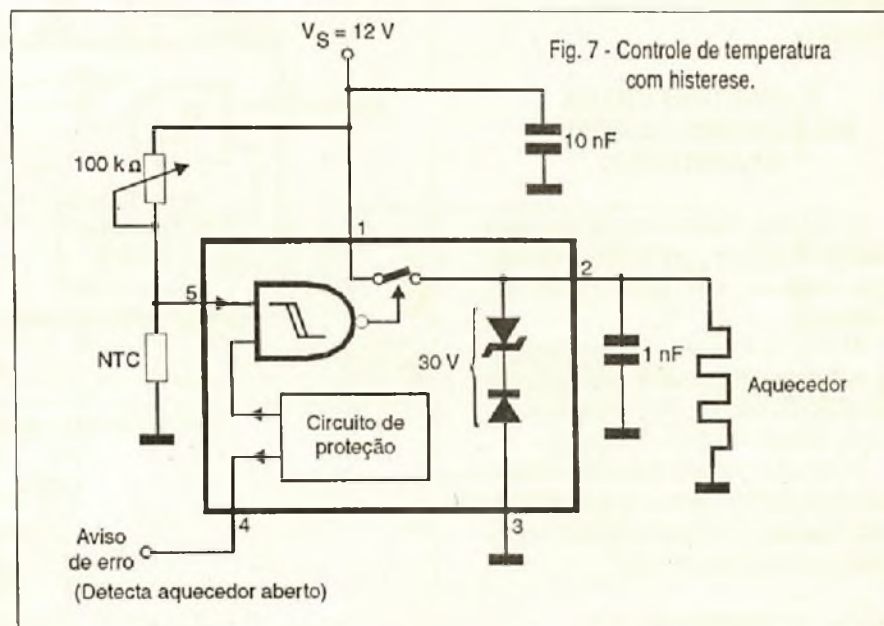 V_S = 12 V
Fig. 7 - Controle de temperatura
com histerese.
100 kΩ
10 nF
1
5
2
NTC
30 V
1 nF
Aquecedor
Circuito de
proteção
4
3
Aviso
de erro
(Detecta aquecedor aberto)